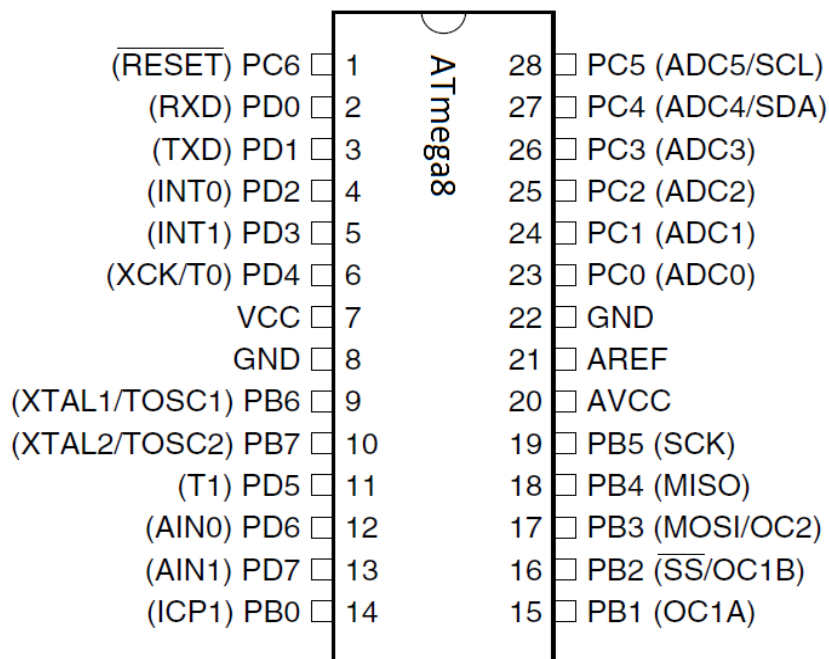 (RESET) PC6 1 28 PC5 (ADC5/SCL)
(RXD) PD0 2 27 PC4 (ADC4/SDA)
(TXD) PD1 3 26 PC3 (ADC3)
(INT0) PD2 4 25 PC2 (ADC2)
(INT1) PD3 5 24 PC1 (ADC1)
(XCK/T0) PD4 6 23 PC0 (ADC0)
VCC 7 22 GND
GND 8 21 AREF
(XTAL1/TOSC1) PB6 9 20 AVCC
(XTAL2/TOSC2) PB7 10 19 PB5 (SCK)
(T1) PD5 11 18 PB4 (MISO)
(AIN0) PD6 12 17 PB3 (MOSI/OC2)
(AIN1) PD7 13 16 PB2 (SS/OC1B)
(ICP1) PB0 14 15 PB1 (OC1A)
ATmega8